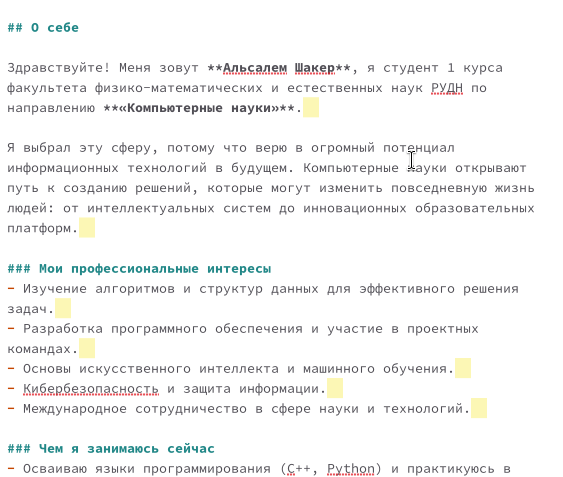 ## О себе
Здравствуйте! Меня зовут **Альсалем Шакер**, я студент 1 курса
факультета физико-математических и естественных наук РУДН по
направлению **«Компьютерные науки»**.
Я выбрал эту сферу, потому что верю в огромный потенциал
информационных технологий в будущем. Компьютерные науки открывают
путь к созданию решений, которые могут изменить повседневную жизнь
людей: от интеллектуальных систем до инновационных образовательных
платформ.
### Мои профессиональные интересы
- Изучение алгоритмов и структур данных для эффективного решения
задач.
- Разработка программного обеспечения и участие в проектных
командах.
- Основы искусственного интеллекта и машинного обучения.
- Кибербезопасность и защита информации.
- Международное сотрудничество в сфере науки и технологий.
### Чем я занимаюсь сейчас
- Осваиваю языки программирования (C++, Python) и практикуюсь в